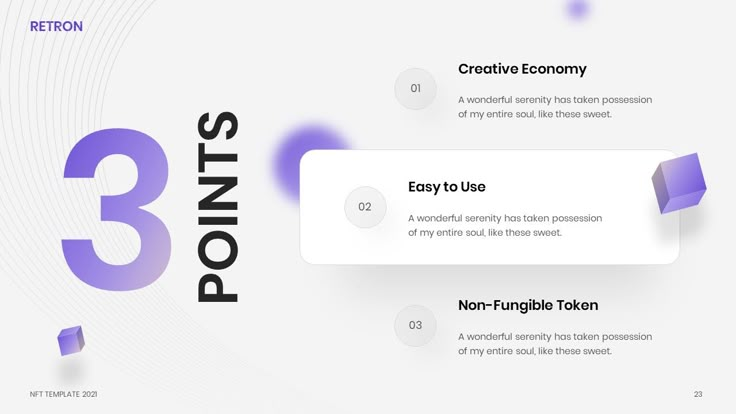 RETRON
3
POINTS
01
Creative Economy
A wonderful serenity has taken possession
of my entire soul, like these sweet.
02
Easy to Use
A wonderful serenity has taken possession
of my entire soul, like these sweet.
03
Non-Fungible Token
A wonderful serenity has taken possession
of my entire soul, like these sweet.
NFT TEMPLATE 2021
23